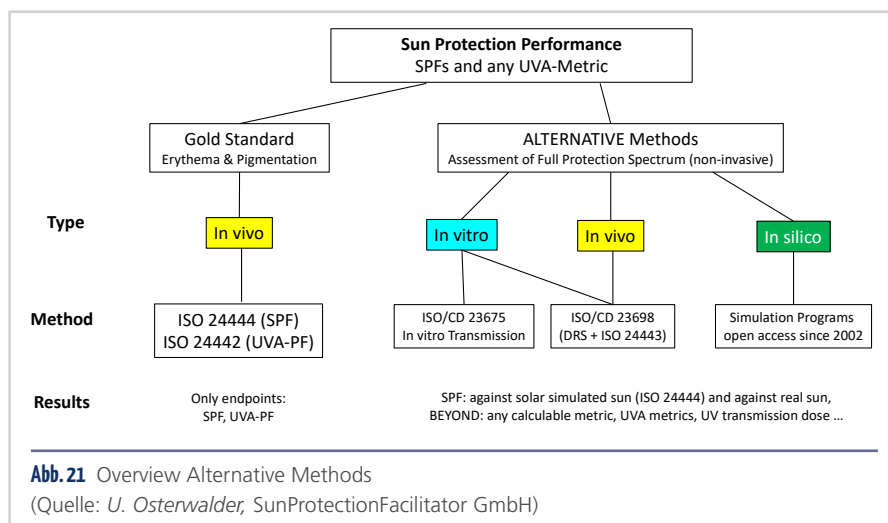 Sun Protection Performance
SPFs and any UVA-Metric
Gold Standard
Erythema & Pigmentation
ALTERNATIVE Methods
Assessment of Full Protection Spectrum (non-invasive)
Type
In vivo
In vitro
In vivo
In silico
Method
ISO 24444 (SPF)
ISO 24442 (UVA-PF)
ISO/CD 23675
In vitro Transmission
ISO/CD 23698
(DRS + ISO 24443)
Simulation Programs
open access since 2002
Results
Only endpoints:
SPF, UVA-PF
SPF: against solar simulated sun (ISO 24444) and against real sun,
BEYOND: any calculable metric, UVA metrics, UV transmission dose ...
Abb. 21 Overview Alternative Methods
(Quelle: U. Osterwalder, SunProtectionFacilitator GmbH)